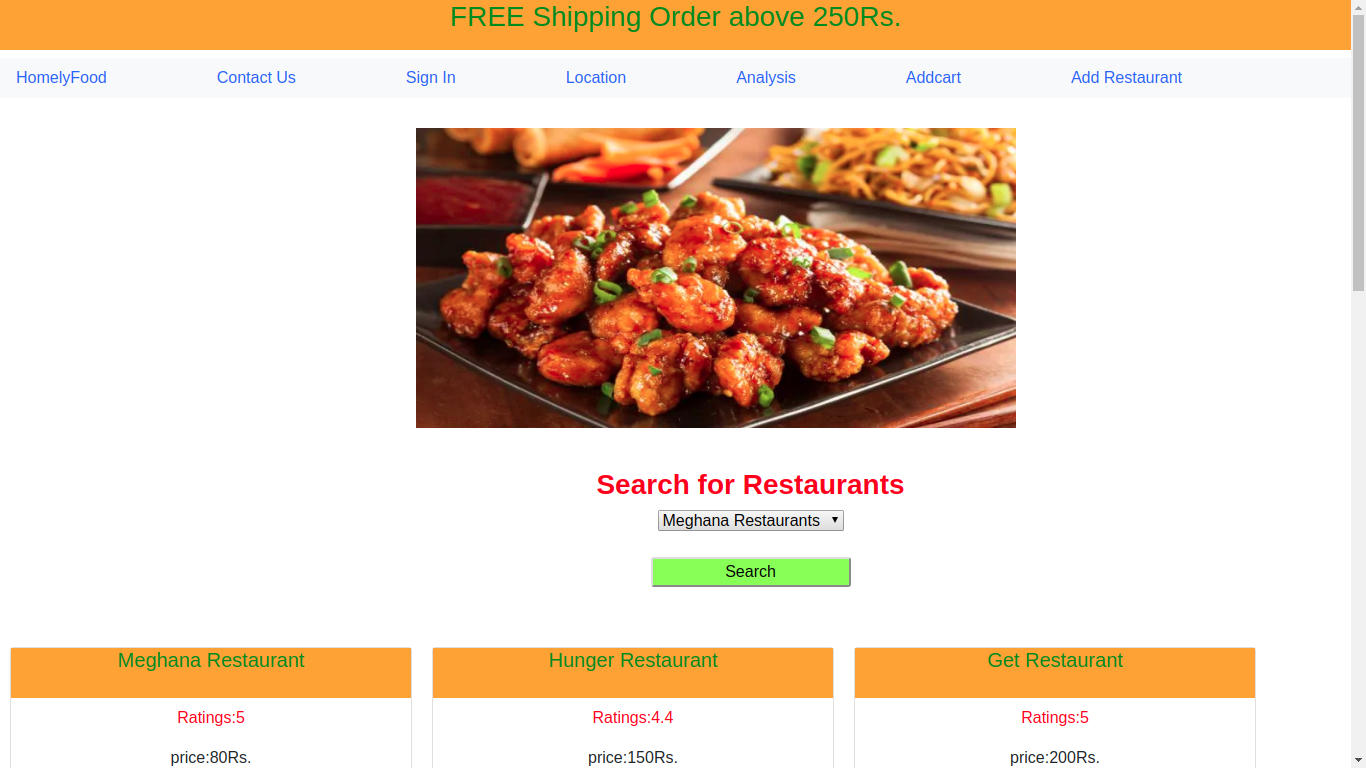 FREE Shipping Order above 250Rs.
HomelyFood Contact Us Sign In Location Analysis Addcart Add Restaurant
Search for Restaurants
Meghana Restaurants
Search
Meghana Restaurant Hunger Restaurant Get Restaurant
Ratings:5 Ratings:4.4 Ratings:5
price:80Rs. price:150Rs. price:200Rs.